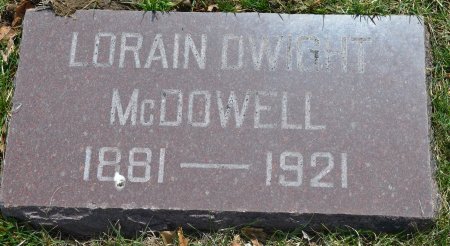 LORAIN DWIGHT
McDOWELL
1881 — 1921